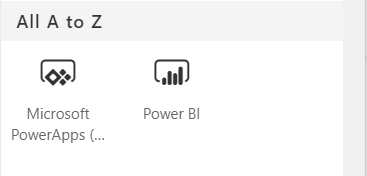 All A to Z
Microsoft
PowerApps (...
Power BI